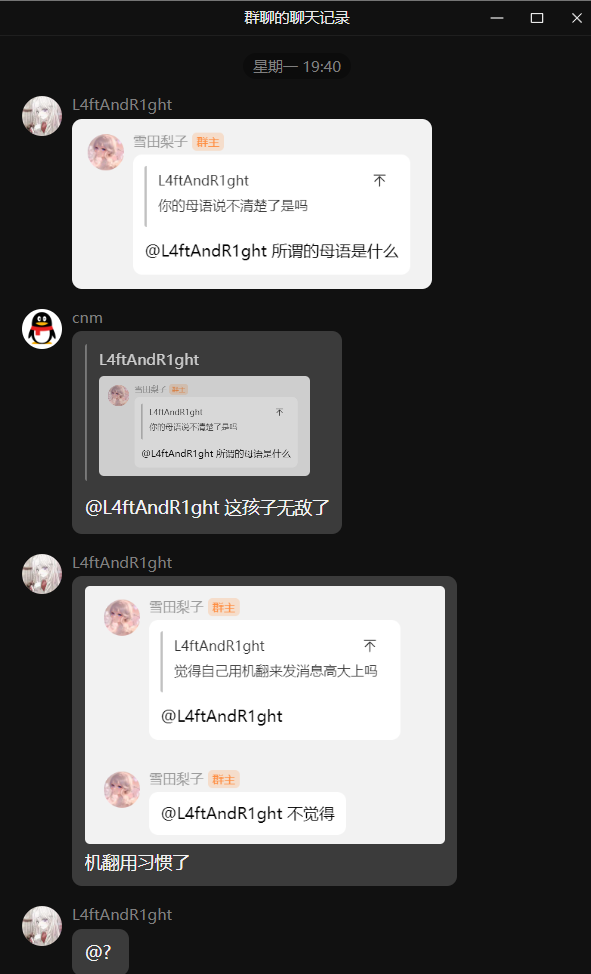 群聊的聊天记录
星期一 19:40
L4ftAndR1ght
雪田梨子 群主
L4ftAndR1ght
你的母语说不清楚了是吗
@L4ftAndR1ght 所谓的母语是什么
cnm
L4ftAndR1ght
雪田梨子 群主
L4ftAndR1ght
你的母语说不清楚了是吗
@L4ftAndR1ght 所谓的母语是什么
@L4ftAndR1ght 这孩子无敌了
L4ftAndR1ght
雪田梨子 群主
L4ftAndR1ght
觉得自己用机翻来发消息高大上吗
@L4ftAndR1ght
雪田梨子 群主
@L4ftAndR1ght 不觉得
机翻用习惯了
L4ftAndR1ght
@?